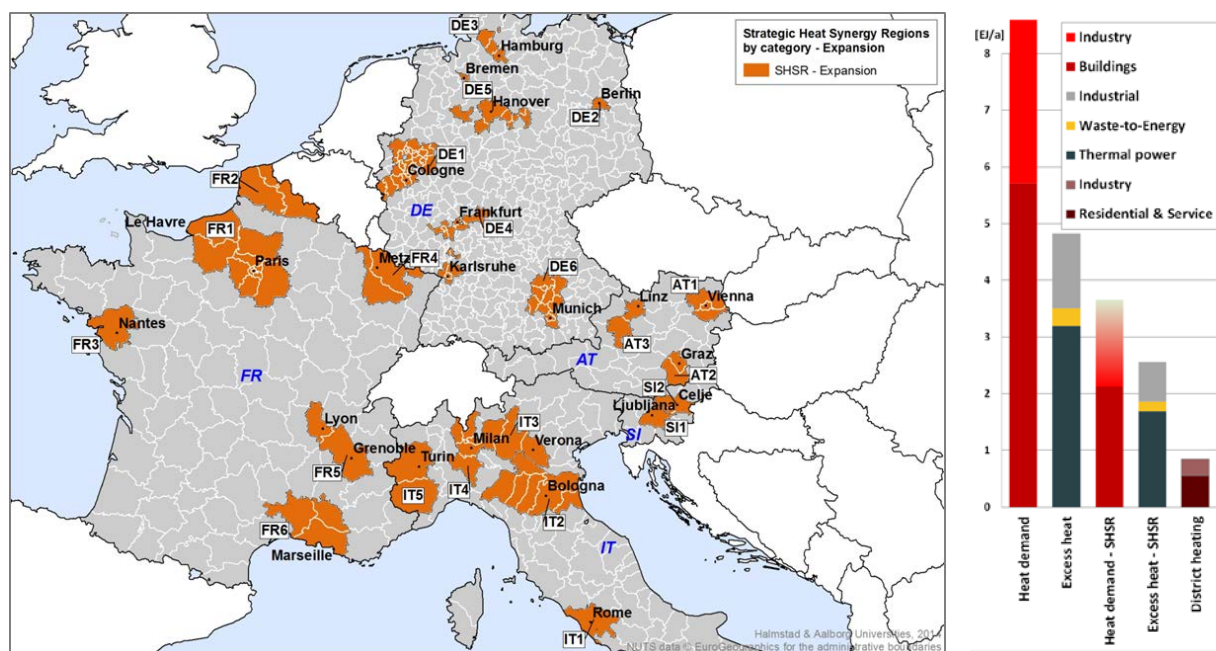 Strategic Heat Synergy Regions
by category - Expansion
SHSR - Expansion
DE3
Hamburg
Bremen
DE5
Hanover
Berlin
DE2
DE1
Cologne
FR2
DE
Frankfurt
DE4
Le Havre
FR1
Paris
Metz
FR4
Karlsruhe
DE6
Munich
AT1
Linz
Vienna
AT3
Nantes
FR3
AT
Graz
AT2
FR
SI2
Celje
Ljubljana
SI1
SI
Lyon
IT3
Milan
Verona
Grenoble
Turin
FR5
IT4
Bologna
IT5
IT2
FR6
Marseille
IT
Rome
IT1
Halmstad & Aalborg Universities, 2014
NUTS data © EuroGeographics for the administrative boundaries
[EJ/a]
8
7
6
5
4
3
2
1
0
Industry
Buildings
Industrial
Waste-to-Energy
Thermal power
Industry
Residential & Service
Heat demand
Excess heat
Heat demand - SHSR
Excess heat - SHSR
District heating